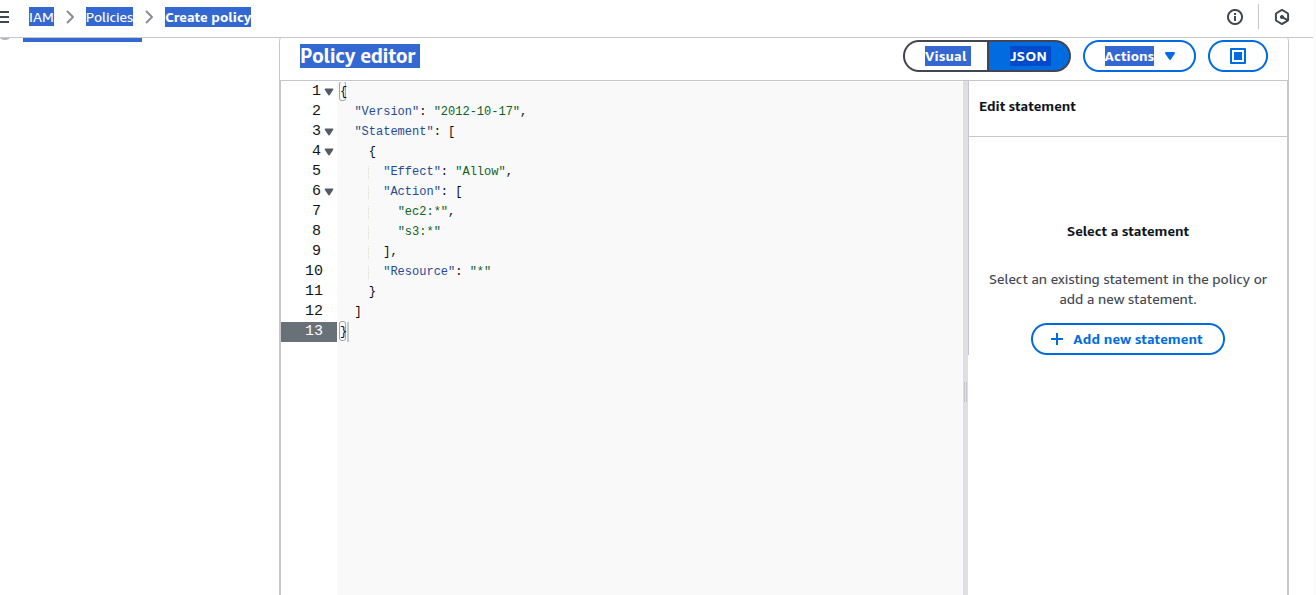 IAM > Policies > Create policy
Policy editor
Visual JSON Actions
1 {
2   "Version": "2012-10-17",
3   "Statement": [
4     {
5       "Effect": "Allow",
6       "Action": [
7         "ec2:*",
8         "s3:*"
9       ],
10       "Resource": "*"
11     }
12   ]
13 }
Edit statement
Select a statement
Select an existing statement in the policy or
add a new statement.
+ Add new statement